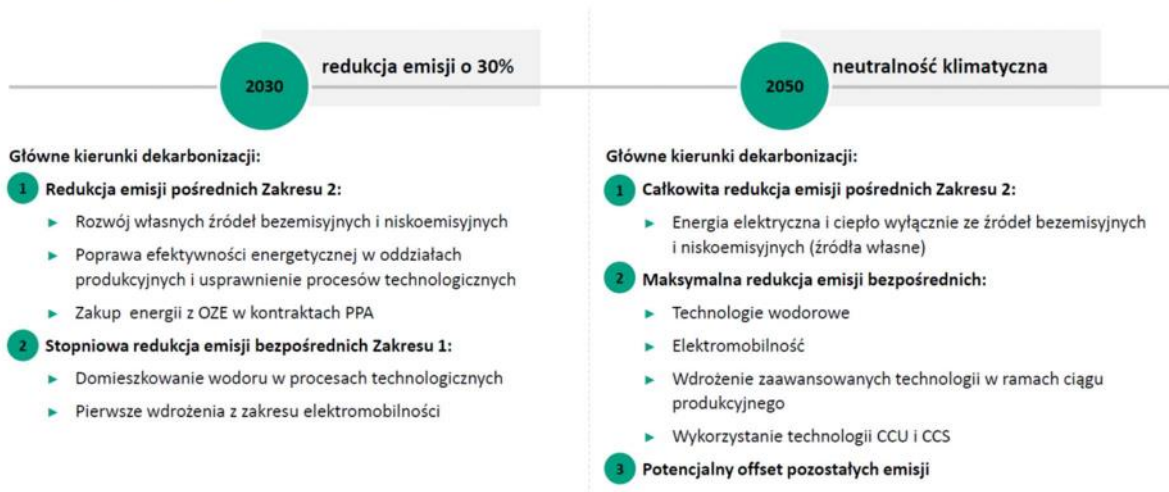 2030
redukcja emisji o 30%
Główne kierunki dekarbonizacji:
1 Redukcja emisji pośrednich Zakresu 2:
► Rozwój własnych źródeł bezemisyjnych i niskoemisyjnych
► Poprawa efektywności energetycznej w oddziałach
produkcyjnych i usprawnienie procesów technologicznych
► Zakup energii z OZE w kontraktach PPA
2 Stopniowa redukcja emisji bezpośrednich Zakresu 1:
► Domieszkowanie wodoru w procesach technologicznych
► Pierwsze wdrożenia z zakresu elektromobilności
2050
neutralność klimatyczna
Główne kierunki dekarbonizacji:
1 Całkowita redukcja emisji pośrednich Zakresu 2:
► Energia elektryczna i ciepło wyłącznie ze źródeł bezemisyjnych
i niskoemisyjnych (źródła własne)
2 Maksymalna redukcja emisji bezpośrednich:
► Technologie wodorowe
► Elektromobilność
► Wdrożenie zaawansowanych technologii w ramach ciągu
produkcyjnego
► Wykorzystanie technologii CCU i CCS
3 Potencjalny offset pozostałych emisji